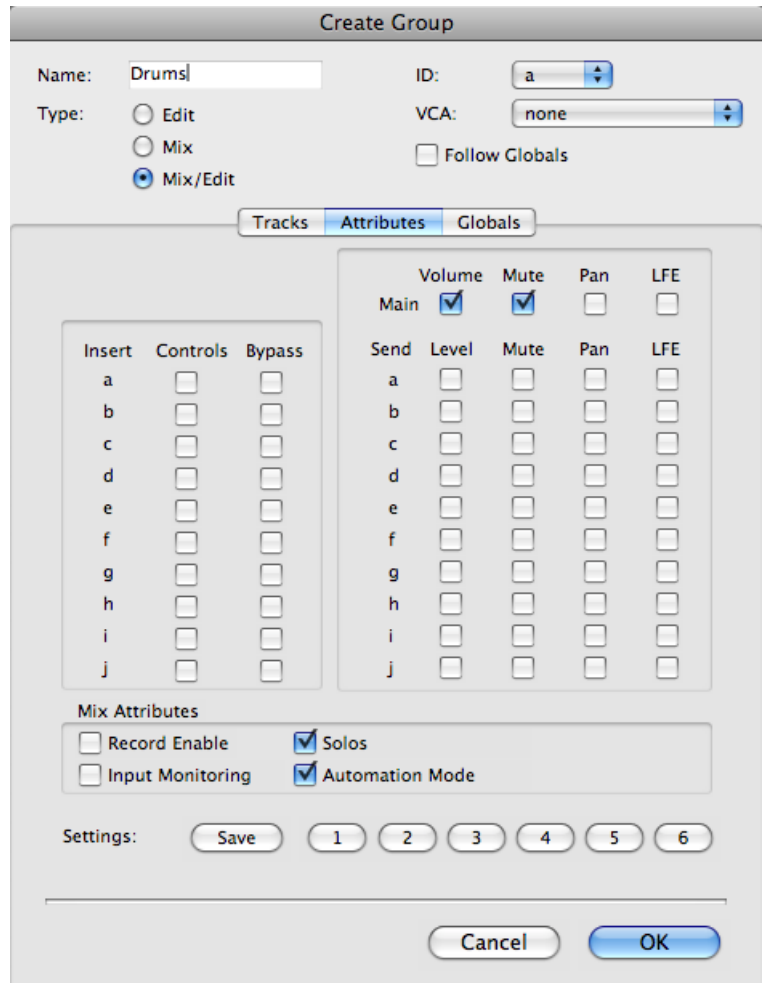 Create Group
Name: Drums ID: a
Type: Edit VCA: none
Mix Follow Globals
Mix/Edit
Tracks Attributes Globals
Volume Mute Pan LFE
Main
Insert Controls Bypass Send Level Mute Pan LFE
a a
b b
c c
d d
e e
f f
g g
h h
i i
j j
Mix Attributes
Record Enable Solos
Input Monitoring Automation Mode
Settings: Save 1 2 3 4 5 6
Cancel OK